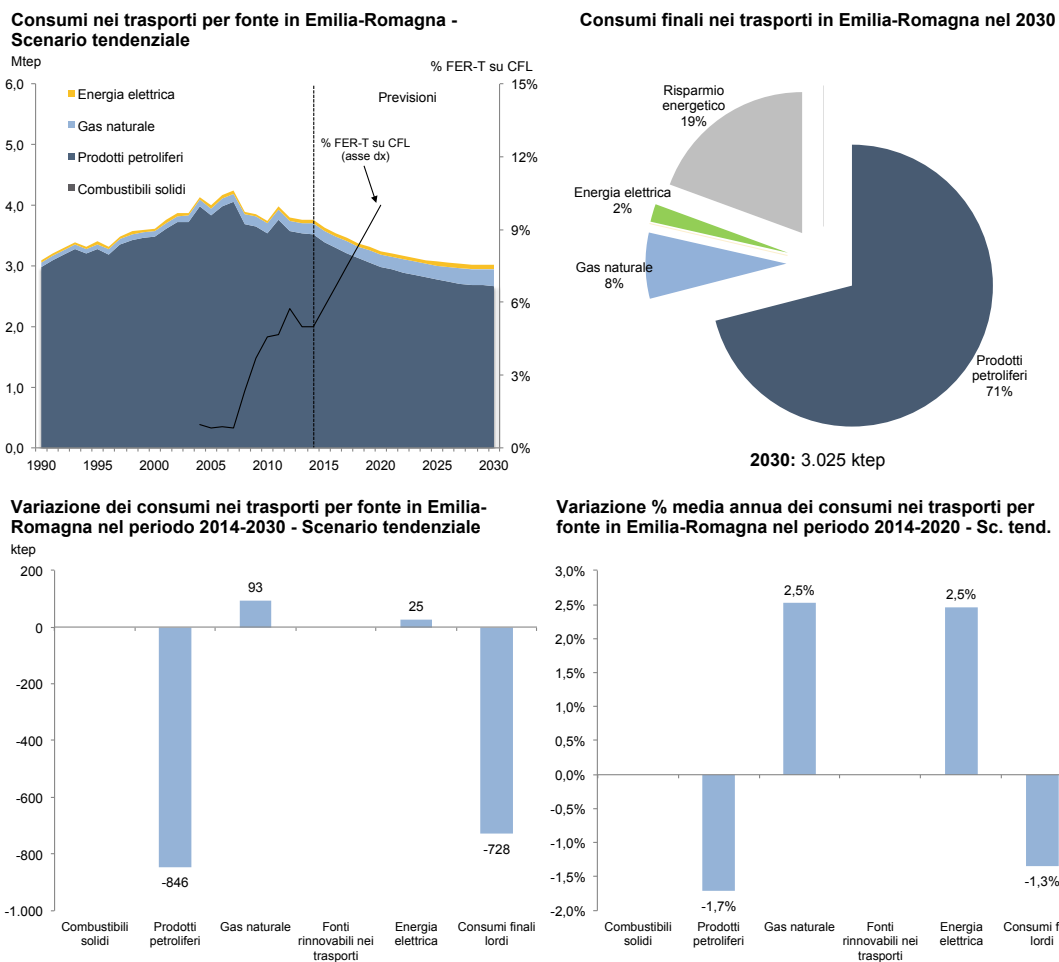 Consumi nei trasporti per fonte in Emilia-Romagna -
Scenario tendenziale
Mtep
% FER-T su CFL
6,0
5,0
4,0
3,0
2,0
1,0
0,0
15%
12%
9%
6%
3%
0%
Energia elettrica
Gas naturale
Prodotti petroliferi
Combustibili solidi
Previsioni
% FER-T su CFL
(asse dx)
1990
1995
2000
2005
2010
2015
2020
2025
2030
Consumi finali nei trasporti in Emilia-Romagna nel 2030
Risparmio
energetico
19%
Energia elettrica
2%
Gas naturale
8%
Prodotti
petroliferi
71%
2030: 3.025 ktep
Variazione dei consumi nei trasporti per fonte in Emilia-
Romagna nel periodo 2014-2030 - Scenario tendenziale
ktep
200
0
-200
-400
-600
-800
-1.000
93
25
-846
-728
Combustibili
solidi
Prodotti
petroliferi
Gas naturale
Fonti
rinnovabili nei
trasporti
Energia
elettrica
Consumi finali
lordi
Variazione % media annua dei consumi nei trasporti per
fonte in Emilia-Romagna nel periodo 2014-2020 - Sc. tend.
3,0%
2,5%
2,0%
1,5%
1,0%
0,5%
0,0%
-0,5%
-1,0%
-1,5%
-2,0%
2,5%
2,5%
-1,7%
-1,3%
Combustibili
solidi
Prodotti
petroliferi
Gas naturale
Fonti
rinnovabili nei
trasporti
Energia
elettrica
Consumi f
lordi